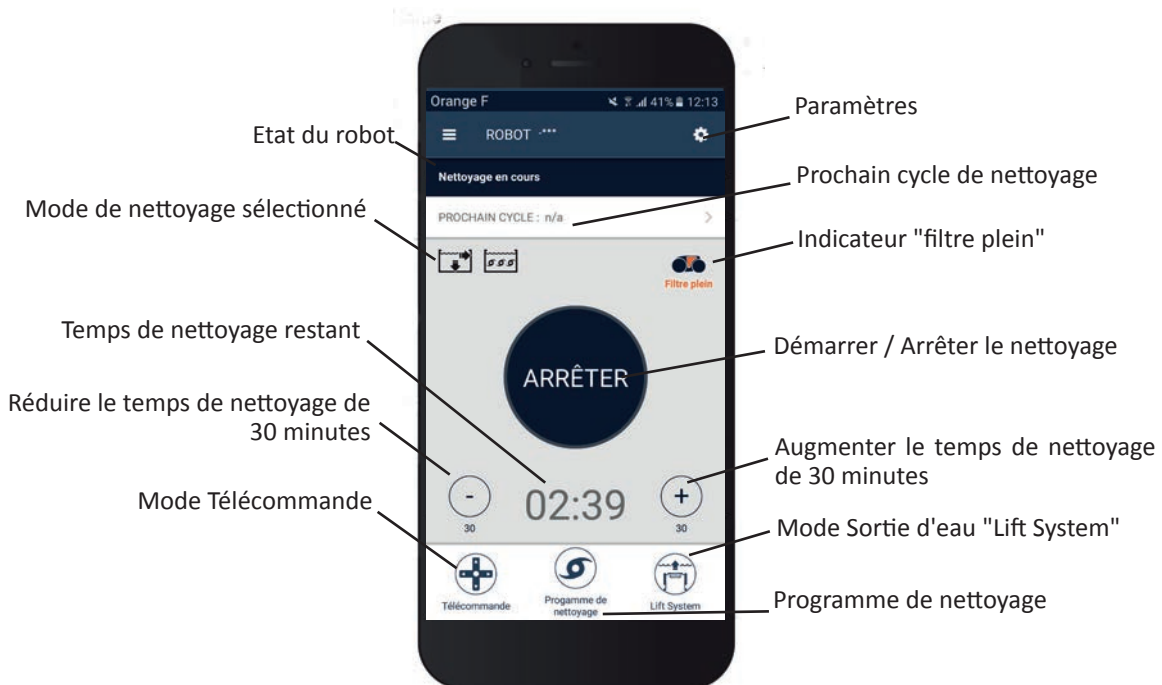 Orange F 41% 12:13
ROBOT -***
Nettoyage en cours
PROCHAIN CYCLE : n/a
Filtre plein
ARRÊTER
02:39
- 30
+ 30
Télécommande
Progamme de
nettoyage
Lift System
Etat du robot
Mode de nettoyage sélectionné
Temps de nettoyage restant
Réduire le temps de nettoyage de
30 minutes
Mode Télécommande
Paramètres
Prochain cycle de nettoyage
Indicateur "filtre plein"
Démarrer / Arrêter le nettoyage
Augmenter le temps de nettoyage
de 30 minutes
Mode Sortie d'eau "Lift System"
Programme de nettoyage